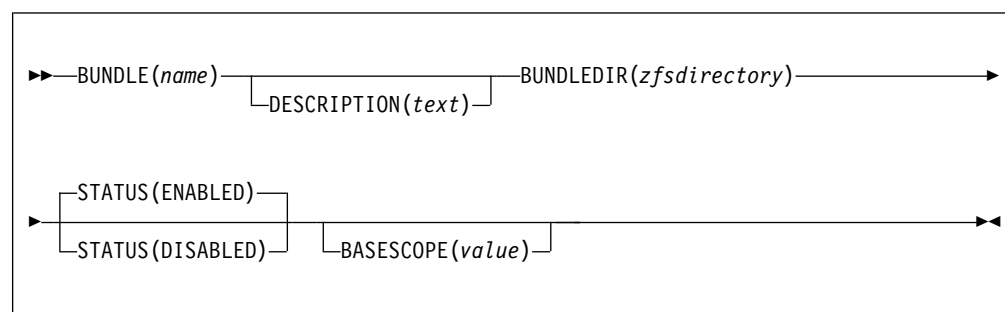 BUNDLE(name) BUNDLEDIR(zfsdirectory)
DESCRIPTION(text)
STATUS(ENABLED)
STATUS(DISABLED) BASESCOPE(value)